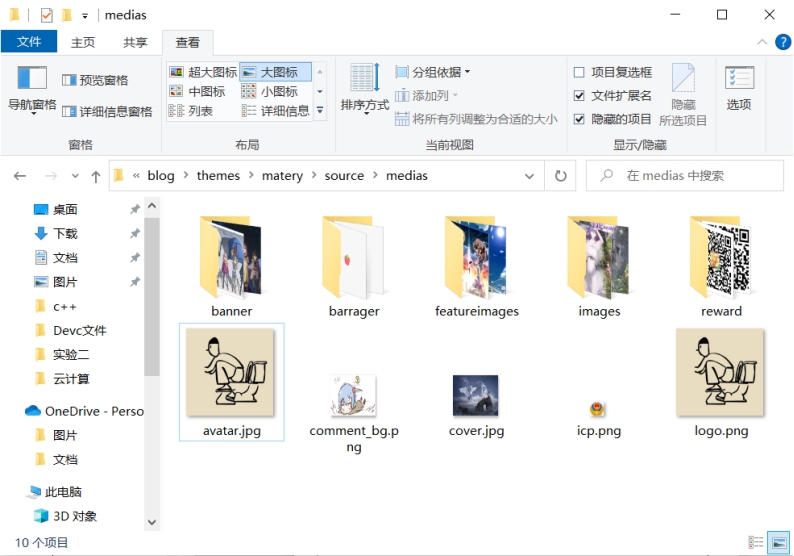 medias
文件 主页 共享 查看
预览窗格 超大图标 大图标 分组依据 项目复选框
导航窗格 详细信息窗格 中图标 小图标 排序方式 添加列 文件扩展名 隐藏 选项
列表 详细信息 将所有列调整为合适的大小 隐藏的项目 所选项目
窗格 布局 当前视图 显示/隐藏
« blog > themes > matery > source > medias 在 medias 中搜索
桌面
下载
文档
图片
c++
Devc文件
实验二
云计算
OneDrive - Perso
图片
文档
此电脑
3D 对象
banner barrager featureimages images reward
avatar.jpg comment_bg.p cover.jpg icp.png logo.png
ng
10 个项目